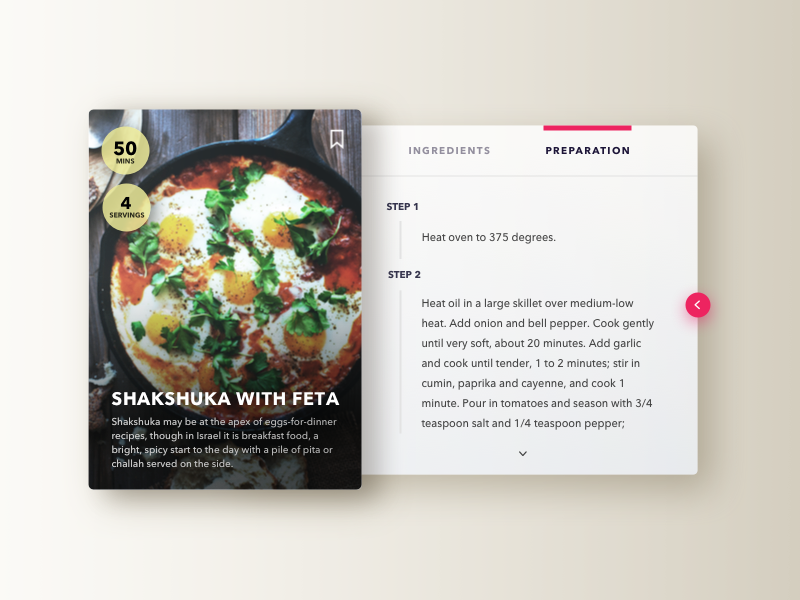 50
MINS
4
SERVINGS
SHAKSHUKA WITH FETA
Shakshuka may be at the apex of eggs-for-dinner
recipes, though in Israel it is breakfast food, a
bright, spicy start to the day with a pile of pita or
challah served on the side.
INGREDIENTS
PREPARATION
STEP 1
Heat oven to 375 degrees.
STEP 2
Heat oil in a large skillet over medium-low
heat. Add onion and bell pepper. Cook gently
until very soft, about 20 minutes. Add garlic
and cook until tender, 1 to 2 minutes; stir in
cumin, paprika and cayenne, and cook 1
minute. Pour in tomatoes and season with 3/4
teaspoon salt and 1/4 teaspoon pepper;